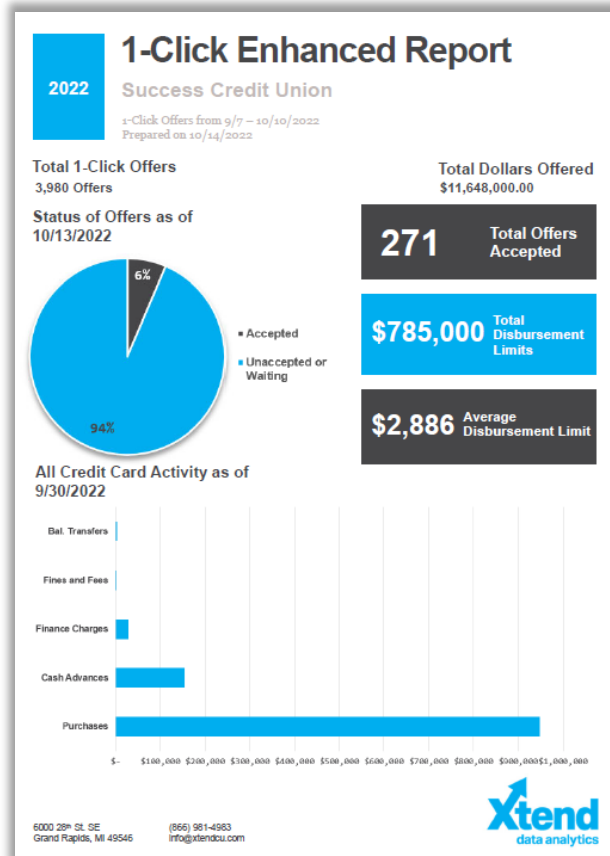 2022
1-Click Enhanced Report
Success Credit Union
1-Click Offers from 9/7 – 10/10/2022
Prepared on 10/14/2022
Total 1-Click Offers
3,980 Offers
Total Dollars Offered
$11,648,000.00
Status of Offers as of
10/13/2022
6%
94%
Accepted
Unaccepted or
Waiting
271
Total Offers
Accepted
$785,000
Total
Disbursement
Limits
$2,886
Average
Disbursement Limit
All Credit Card Activity as of
9/30/2022
Bal. Transfers
Fines and Fees
Finance Charges
Cash Advances
Purchases
$- $100,000 $200,000 $300,000 $400,000 $500,000 $600,000 $700,000 $800,000 $900,000 $1,000,000
6000 28th St. SE
Grand Rapids, MI 49546
(866) 981-4983
info@xtendcu.com
Xtend
data analytics